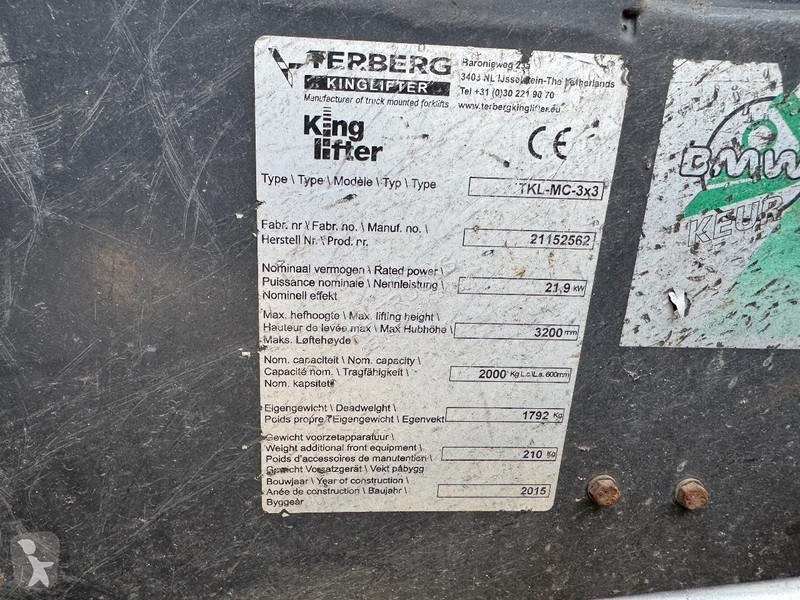 TERBERG
KINGLIFTER
Manufacturer of truck mounted forklifts
Baronieweg 23
3403 NL IJsselstein-The Netherlands
Tel +31 (0)30 221 90 70
www.terbergkinglifter.eu
King
lifter
CE
Type \ Type \ Modèle \ Typ \ Type
TKL-MC-3x3
Fabr. nr \ Fabr. no. \ Manuf. no. \
Herstell Nr. \ Prod. nr.
21152562
Nominaal vermogen \ Rated power \
Puissance nominale \ Nennleistung \
Nominell effekt
21,9 kW
Max. hefhoogte \ Max. lifting height \
Hauteur de levée max \ Max Hubhöhe \
Maks. Løftehøyde \
3200 mm
Nom. capaciteit \ Nom. capacity \
Capacité nom. \ Tragfähigkeit \
Nom. kapsitet
2000 Kg L.c.\L.s. 600mm
Eigengewicht \ Deadweight \
Poids propre \ Eigengewicht \ Egenvekt
1792 Kg
Gewicht voorzetapparatuur \
Weight additional front equipment \
Poids d'accessoires de manutention \
Gewicht Vorsatzgerät \ Vekt påbygg
210 Kg
Bouwjaar \ Year of construction \
Anée de construction \ Baujahr \
Byggeår
2015
BMWT
KEUR